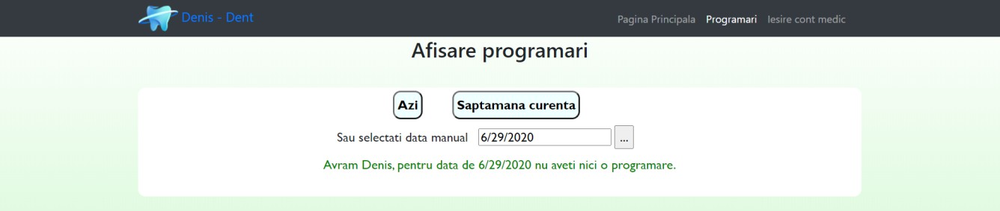 Denis - Dent Pagina Principala Programari Iesire cont medic
Afisare programari
Azi Saptamana curenta
Sau selectati data manual 6/29/2020 ...
Avram Denis, pentru data de 6/29/2020 nu aveti nici o programare.